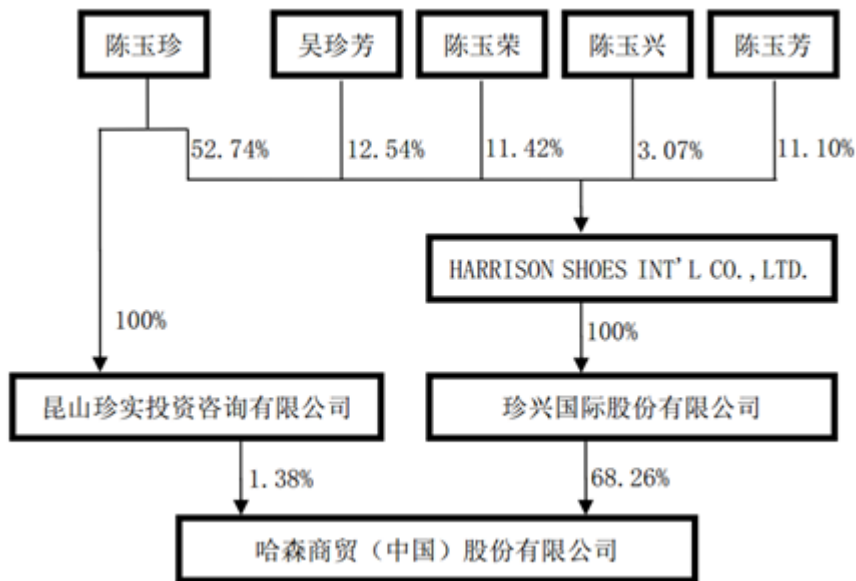 陈玉珍
吴珍芳
陈玉荣
陈玉兴
陈玉芳
52.74%
12.54%
11.42%
3.07%
11.10%
HARRISON SHOES INT'L CO.,LTD.
100%
100%
昆山珍实投资咨询有限公司
珍兴国际股份有限公司
1.38%
68.26%
哈森商贸（中国）股份有限公司